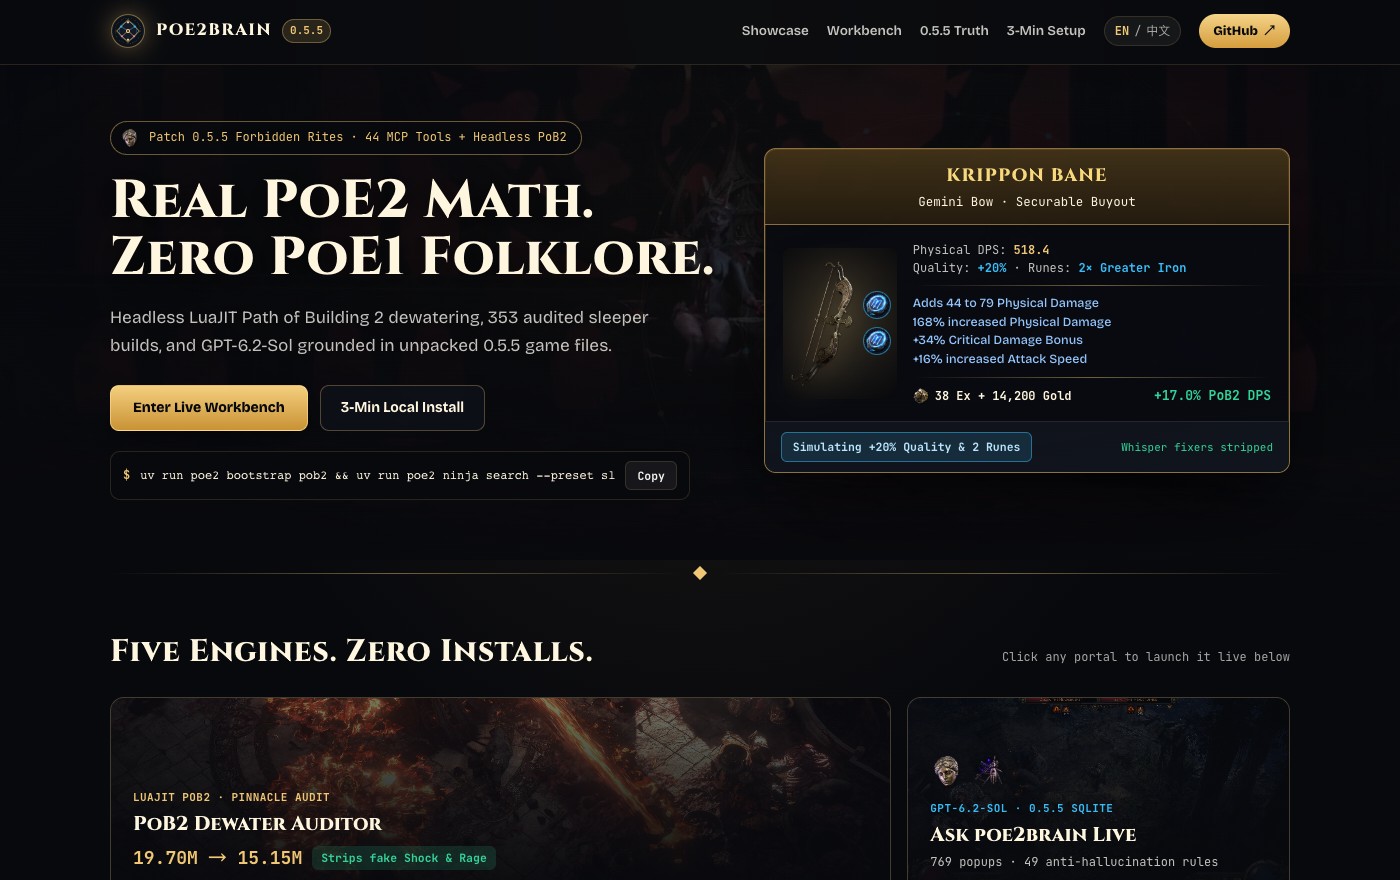 POE2BRAIN 0.5.5 Showcase Workbench 0.5.5 Truth 3-Min Setup EN / 中文 GitHub ↗
Patch 0.5.5 Forbidden Rites · 44 MCP Tools + Headless PoB2
Real PoE2 Math.
Zero PoE1 Folklore.
Headless LuaJIT Path of Building 2 dewatering, 353 audited sleeper
builds, and GPT-6.2-Sol grounded in unpacked 0.5.5 game files.
Enter Live Workbench 3-Min Local Install
$ uv run poe2 bootstrap pob2 && uv run poe2 ninja search --preset sl Copy
KRIPPON BANE
Gemini Bow · Securable Buyout
Physical DPS: 518.4
Quality: +20% · Runes: 2× Greater Iron
Adds 44 to 79 Physical Damage
168% increased Physical Damage
+34% Critical Damage Bonus
+16% increased Attack Speed
38 Ex + 14,200 Gold +17.0% PoB2 DPS
Simulating +20% Quality & 2 Runes Whisper fixers stripped
Five Engines. Zero Installs.
Click any portal to launch it live below
LUAJIT POB2 · PINNACLE AUDIT
PoB2 Dewater Auditor
19.70M → 15.15M Strips fake Shock & Rage
GPT-6.2-SOL · 0.5.5 SQLITE
Ask poe2brain Live
769 popups · 49 anti-hallucination rules